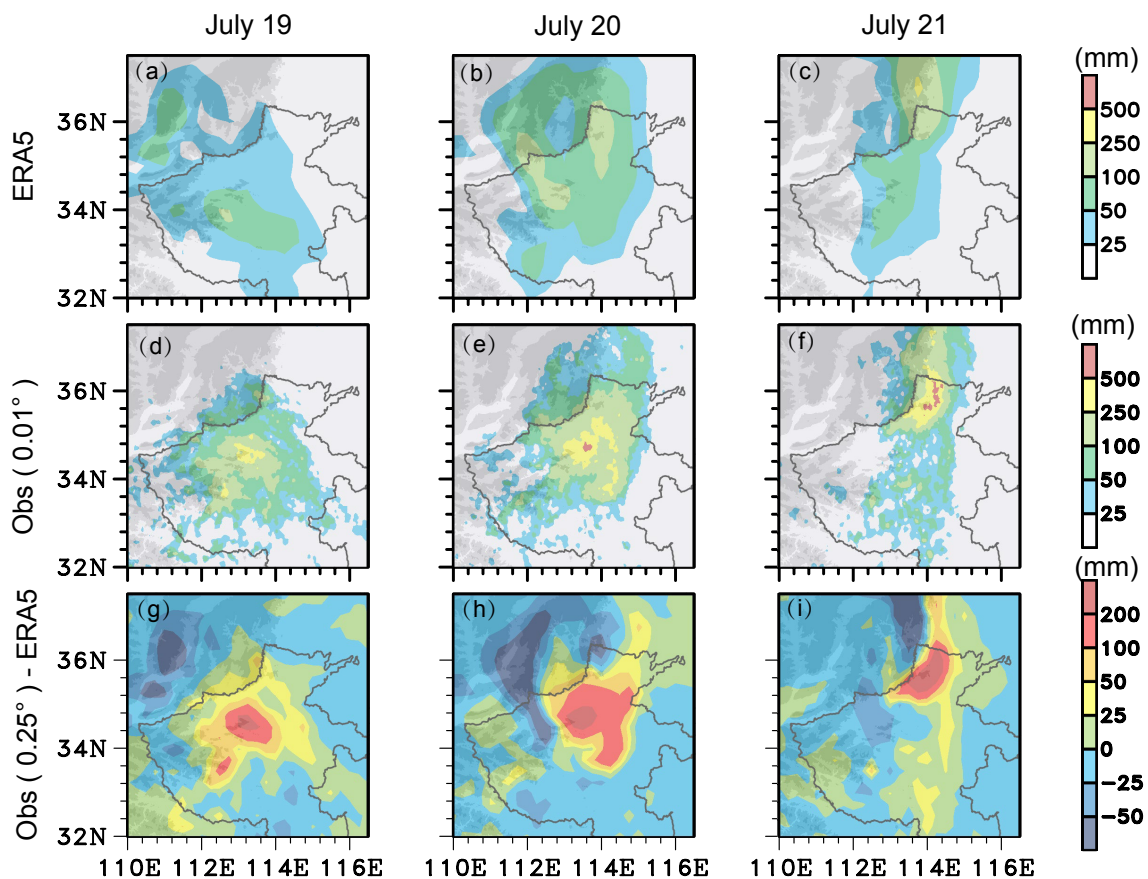 July 19
July 20
July 21
ERA5
(a)
(b)
(c)
36N
34N
32N
(mm)
500
250
100
50
25
Obs ( 0.01° )
(d)
(e)
(f)
36N
34N
32N
(mm)
500
250
100
50
25
Obs ( 0.25° ) - ERA5
(g)
(h)
(i)
36N
34N
32N
110E 112E 114E 116E
110E 112E 114E 116E
110E 112E 114E 116E
(mm)
200
100
50
25
0
−25
−50